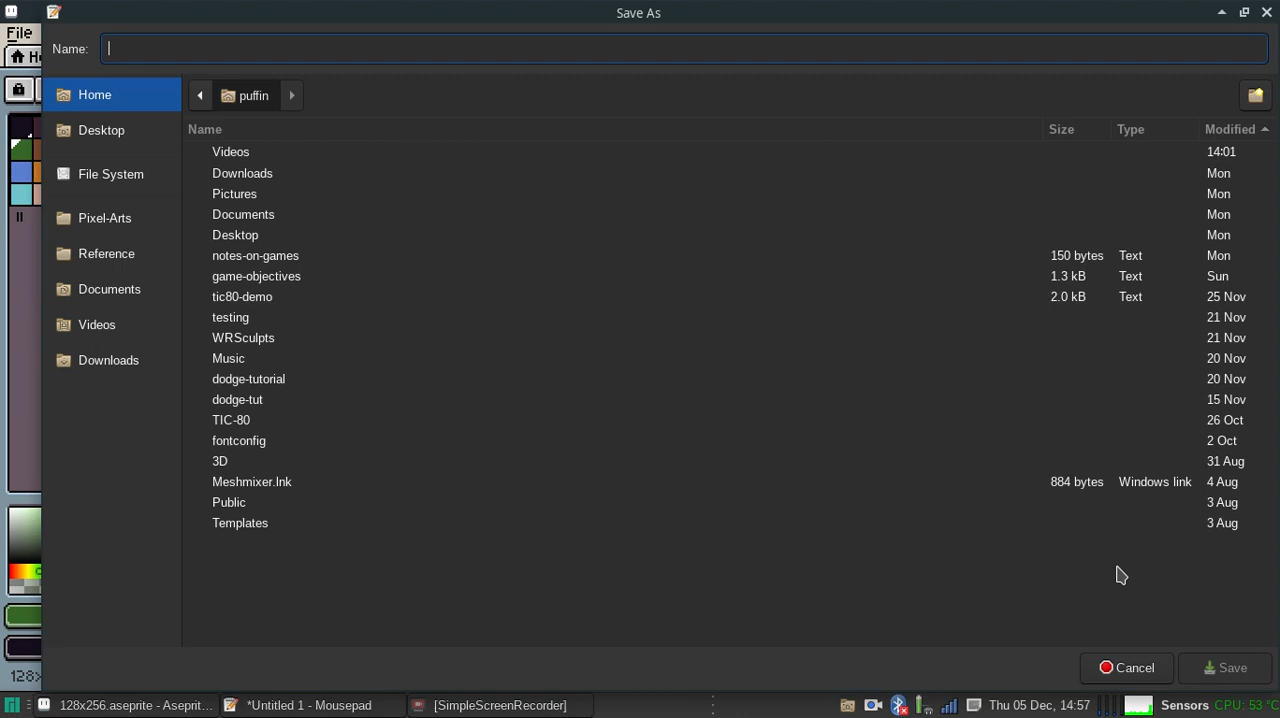 Save As
File
Name:
Ho
Home
puffin
Desktop
Name Size Type Modified
Videos 14:01
File System
Downloads Mon
Pictures Mon
Documents Mon
Pixel-Arts
Desktop Mon
Reference
notes-on-games 150 bytes Text Mon
game-objectives 1.3 kB Text Sun
Documents
tic80-demo 2.0 kB Text 25 Nov
testing 21 Nov
Videos
WRSculpts 21 Nov
Music 20 Nov
Downloads
dodge-tutorial 20 Nov
dodge-tut 15 Nov
TIC-80 26 Oct
fontconfig 2 Oct
3D 31 Aug
Meshmixer.lnk 884 bytes Windows link 4 Aug
Public 3 Aug
Templates 3 Aug
Cancel Save
128x
128x256.aseprite - Aseprit... *Untitled 1 - Mousepad [SimpleScreenRecorder] Thu 05 Dec, 14:57 Sensors CPU: 53 °C